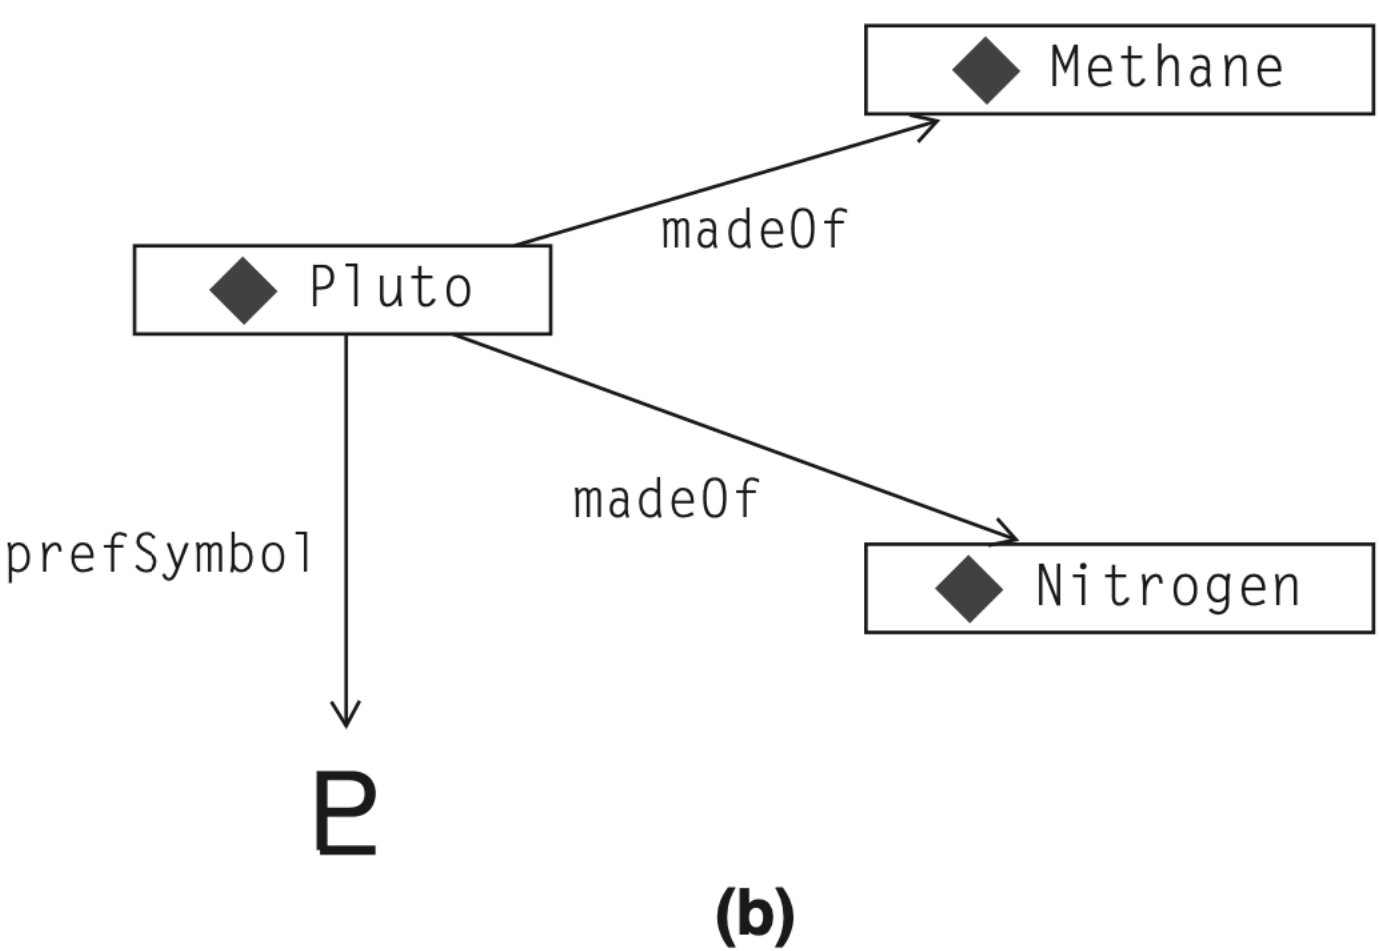 Methane
madeOf
Pluto
madeOf
prefSymbol
Nitrogen
♇
(b)